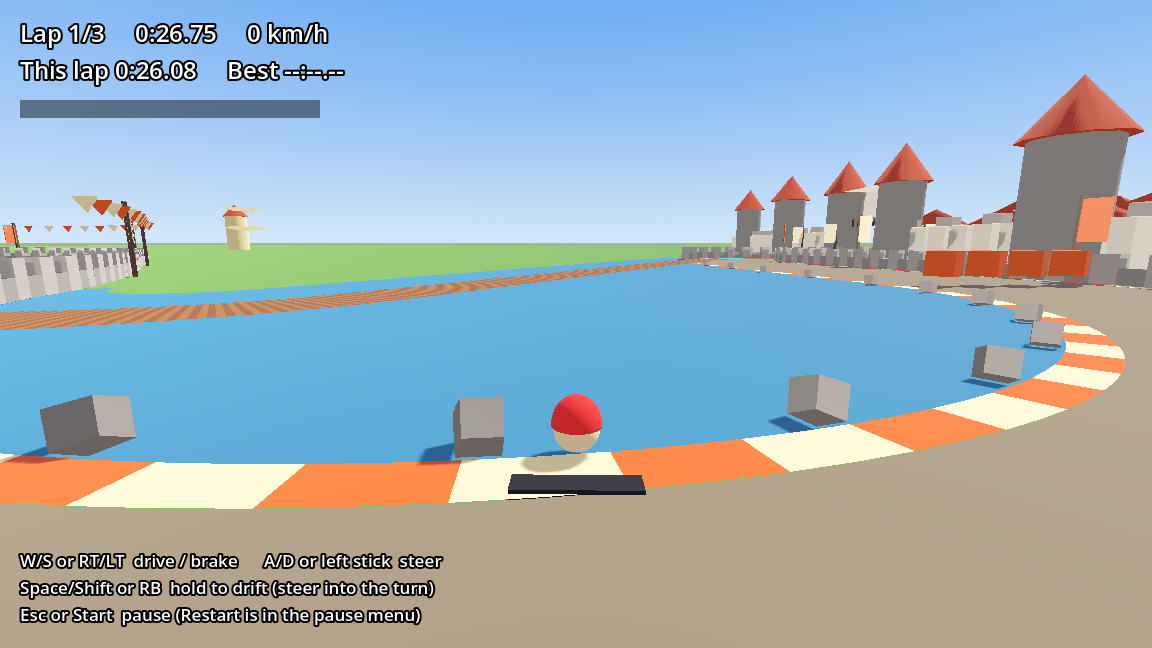 Lap 1/3 0:26.75 0 km/h
This lap 0:26.08 Best --:--.--
W/S or RT/LT drive / brake A/D or left stick steer
Space/Shift or RB hold to drift (steer into the turn)
Esc or Start pause (Restart is in the pause menu)